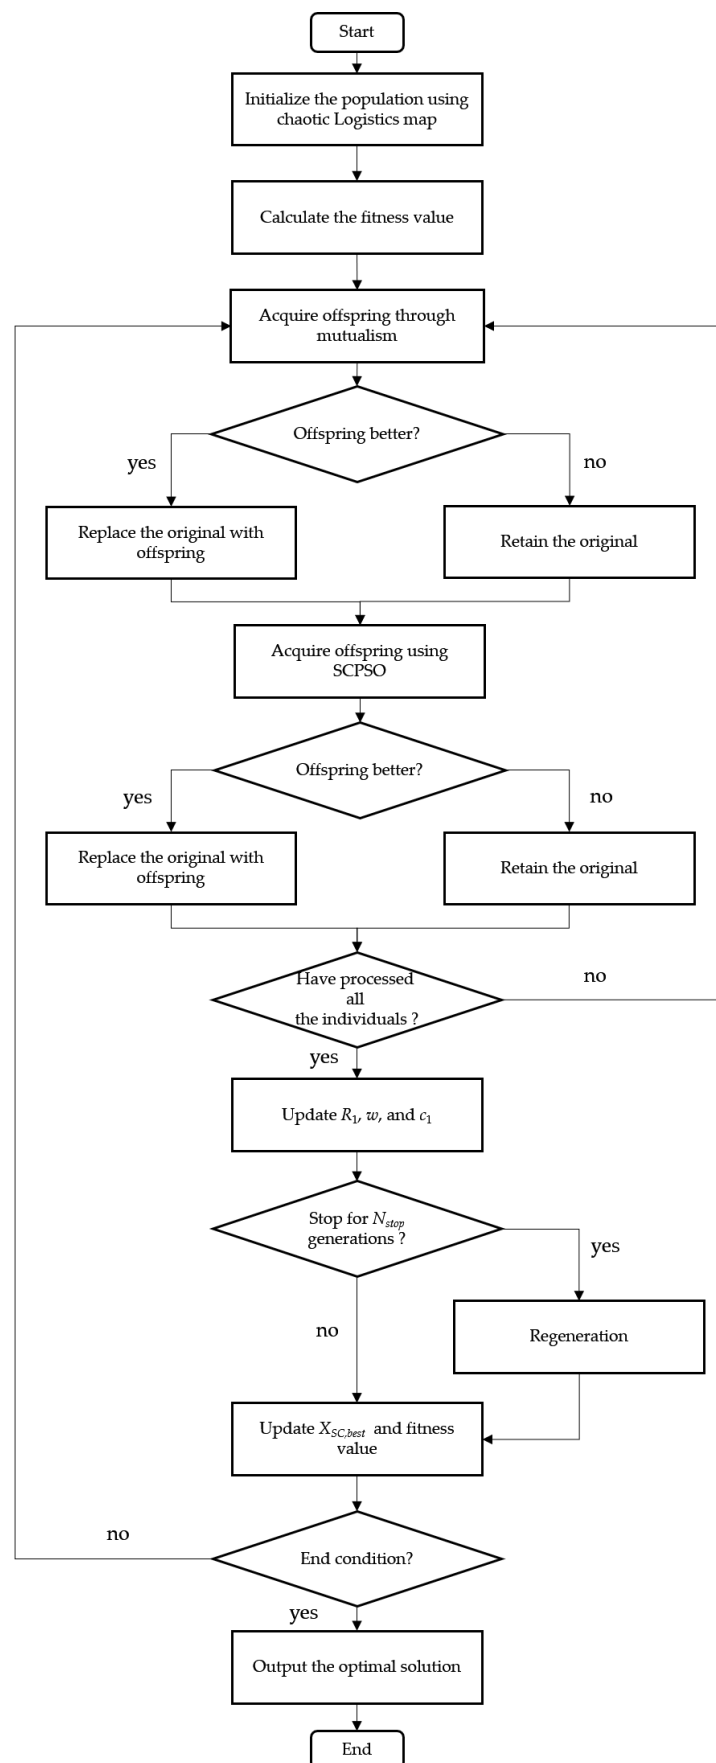 Start
Initialize the population using
chaotic Logistics map
Calculate the fitness value
Acquire offspring through
mutualism
Offspring better?
yes
no
Replace the original with
offspring
Retain the original
Acquire offspring using
SCPSO
Offspring better?
yes
no
Replace the original with
offspring
Retain the original
Have processed
all
the individuals ?
no
yes
Update R₁, w, and c₁
Stop for N_stop
generations ?
yes
no
Regeneration
Update X_SC,best and fitness
value
no
End condition?
yes
Output the optimal solution
End